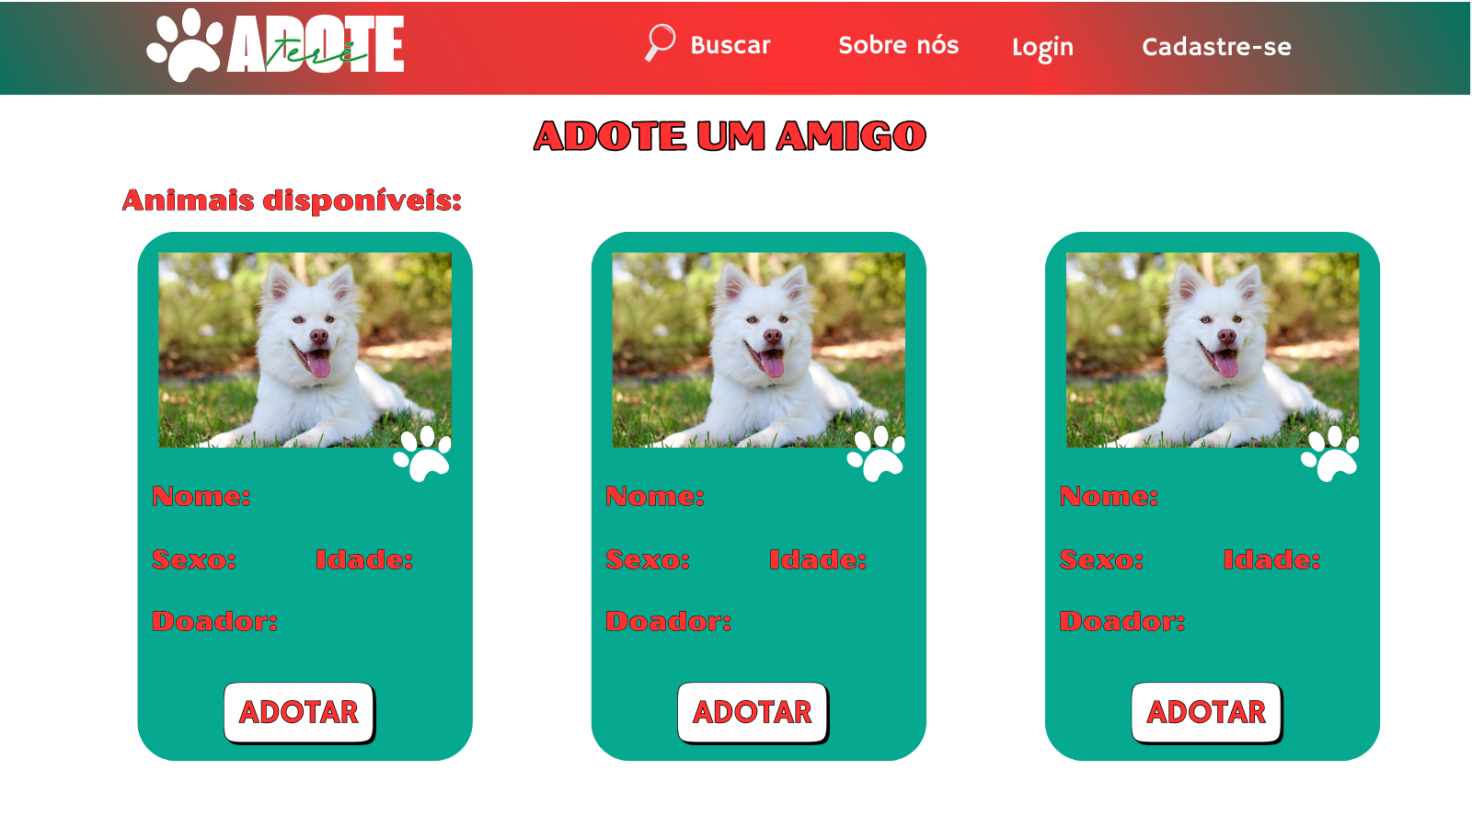 ADOTE
teré
Buscar Sobre nós Login Cadastre-se
ADOTE UM AMIGO
Animais disponíveis:
Nome:
Sexo: Idade:
Doador:
ADOTAR
Nome:
Sexo: Idade:
Doador:
ADOTAR
Nome:
Sexo: Idade:
Doador:
ADOTAR